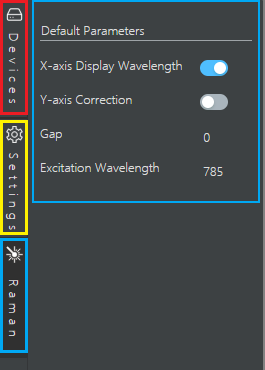 Devices
Settings
Raman
Default Parameters
X-axis Display Wavelength
Y-axis Correction
Gap 0
Excitation Wavelength 785